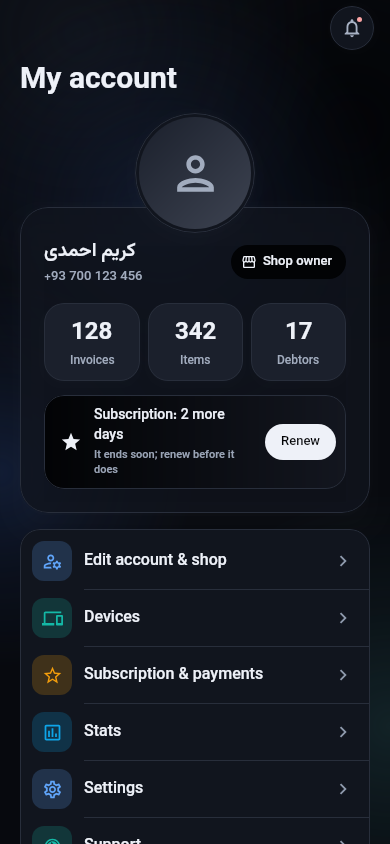 My account
کریم احمدی
+93 700 123 456
Shop owner
128
342
17
Invoices
Items
Debtors
Subscription: 2 more
days
It ends soon; renew before it
does
Renew
Edit account & shop
Devices
Subscription & payments
Stats
Settings
Support